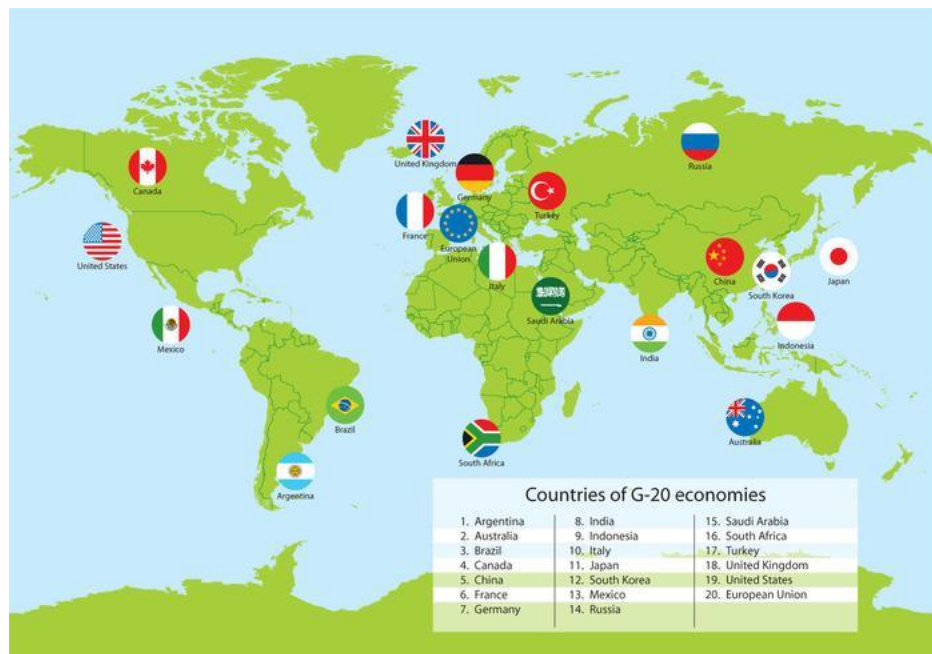 United Kingdom
Russia
Canada
Germany
Turkey
France
European
Union
United States
Italy
China
South Korea
Japan
Saudi Arabia
Mexico
India
Indonesia
Brazil
Australia
South Africa
Argentina
Countries of G-20 economies
1. Argentina
2. Australia
3. Brazil
4. Canada
5. China
6. France
7. Germany
8. India
9. Indonesia
10. Italy
11. Japan
12. South Korea
13. Mexico
14. Russia
15. Saudi Arabia
16. South Africa
17. Turkey
18. United Kingdom
19. United States
20. European Union